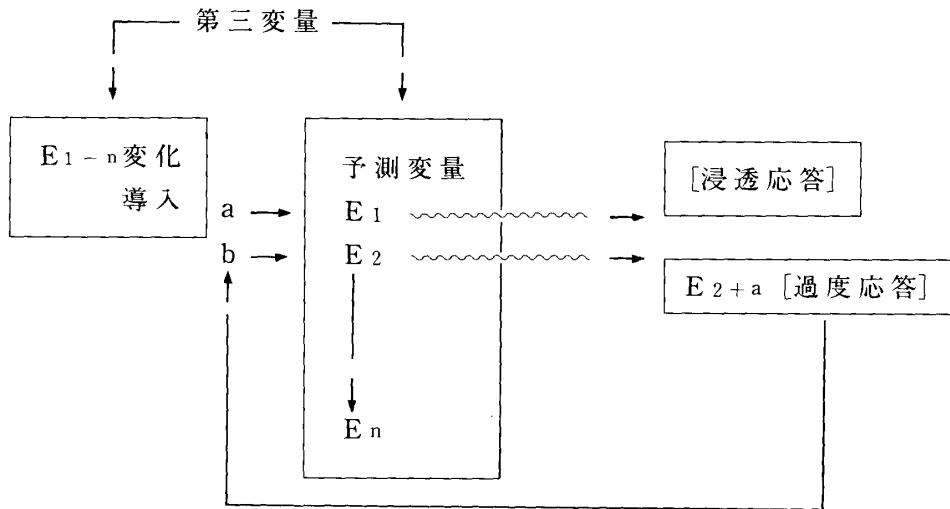 第三変量
E1-n変化
導入
予測変量
a
E1
[浸透応答]
b
E2
E2+a [過度応答]
En